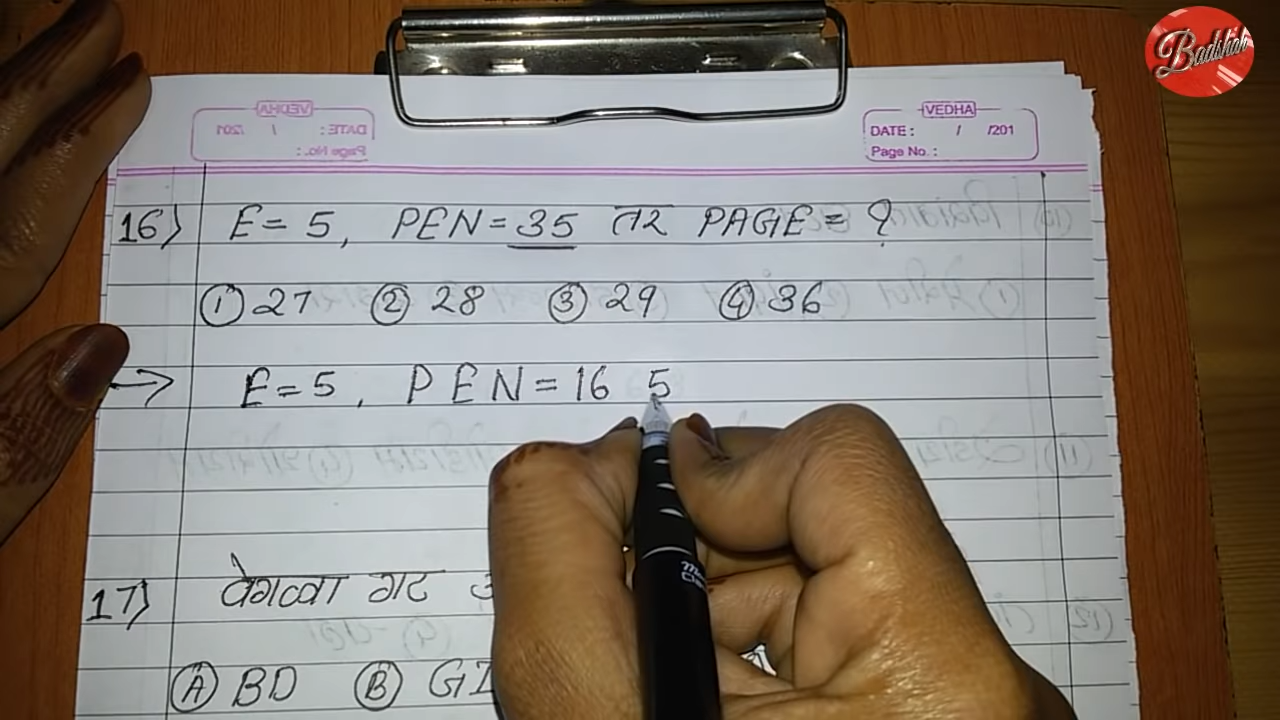 Badshah
VEDHA
DATE : / /201
Page No. :
16) E = 5, PEN = 35 तर PAGE = ?
① 27 ② 28 ③ 29 ④ 36
→ E = 5, PEN = 16 5
17) वेगळा गट
Ⓐ BD Ⓑ GI